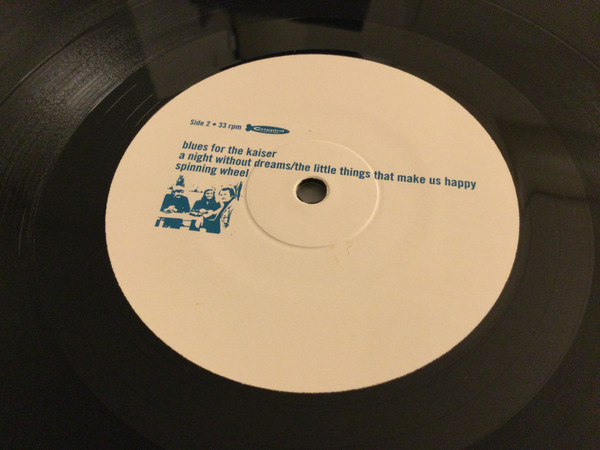 Side 2 • 33 rpm
blues for the kaiser
a night without dreams/the little things that make us happy
spinning wheel